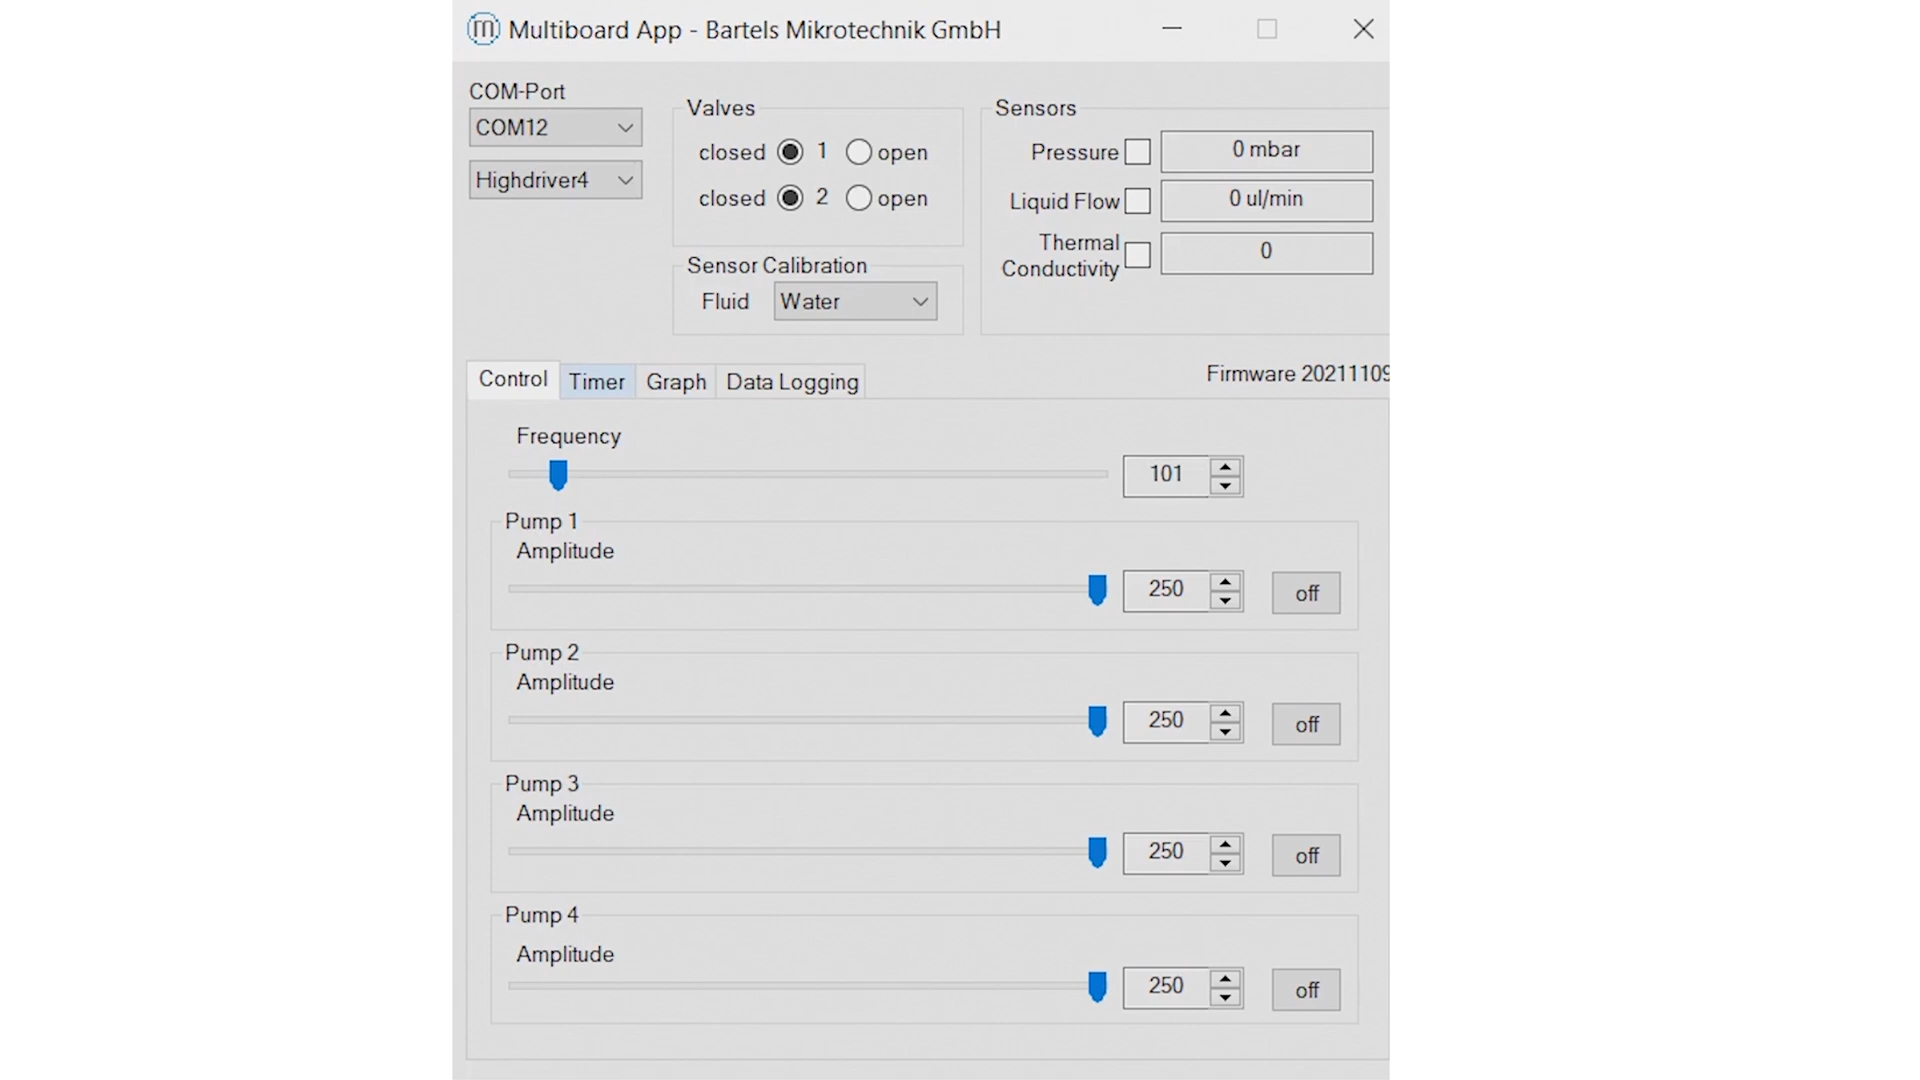 Multiboard App - Bartels Mikrotechnik GmbH
COM-Port
COM12
Highdriver4
Valves
closed 1 open
closed 2 open
Sensor Calibration
Fluid Water
Sensors
Pressure 0 mbar
Liquid Flow 0 ul/min
Thermal
Conductivity 0
Control Timer Graph Data Logging
Firmware 20211109
Frequency
101
Pump 1
Amplitude
250 off
Pump 2
Amplitude
250 off
Pump 3
Amplitude
250 off
Pump 4
Amplitude
250 off